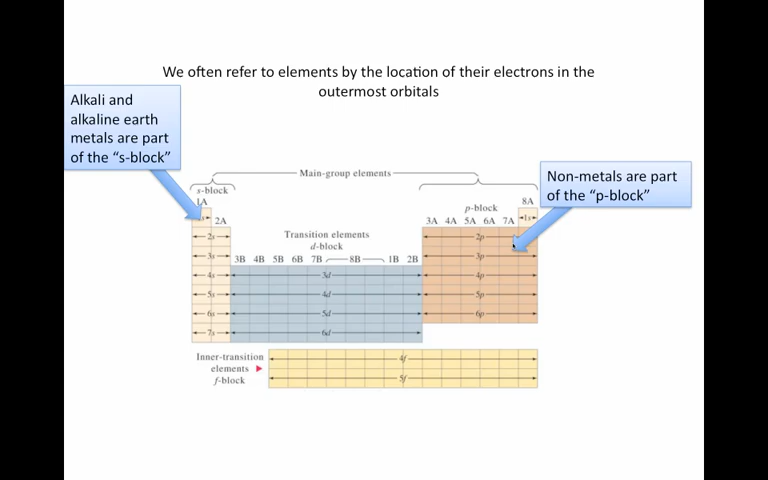 We often refer to elements by the location of their electrons in the
outermost orbitals
Alkali and
alkaline earth
metals are part
of the “s-block”
Non-metals are part
of the “p-block”
Main-group elements
s-block
1A
2A
p-block
8A
3A 4A 5A 6A 7A
1s
Transition elements
d-block
3B 4B 5B 6B 7B 8B 1B 2B
2s
3s
4s
5s
6s
7s
3d
4d
5d
6d
2p
3p
4p
5p
6p
Inner-transition
elements
f-block
4f
5f